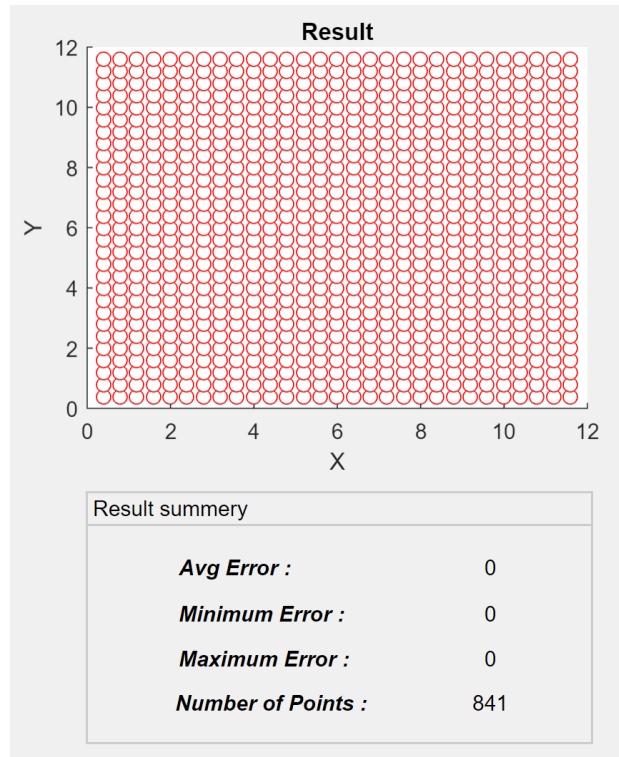 Result
12
10
8
6
4
2
0
Y
0 2 4 6 8 10 12
X
Result summery
Avg Error : 0
Minimum Error : 0
Maximum Error : 0
Number of Points : 841